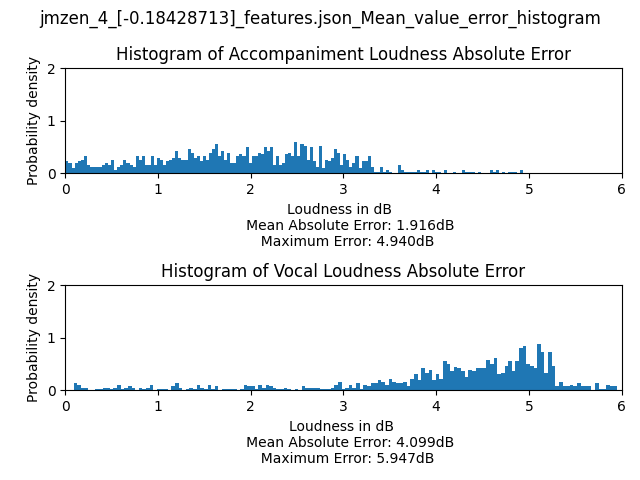 jmzen_4_[-0.18428713]_features.json_Mean_value_error_histogram
Histogram of Accompaniment Loudness Absolute Error
Probability density
2
1
0
0 1 2 3 4 5 6
Loudness in dB
Mean Absolute Error: 1.916dB
Maximum Error: 4.940dB
Histogram of Vocal Loudness Absolute Error
Probability density
2
1
0
0 1 2 3 4 5 6
Loudness in dB
Mean Absolute Error: 4.099dB
Maximum Error: 5.947dB